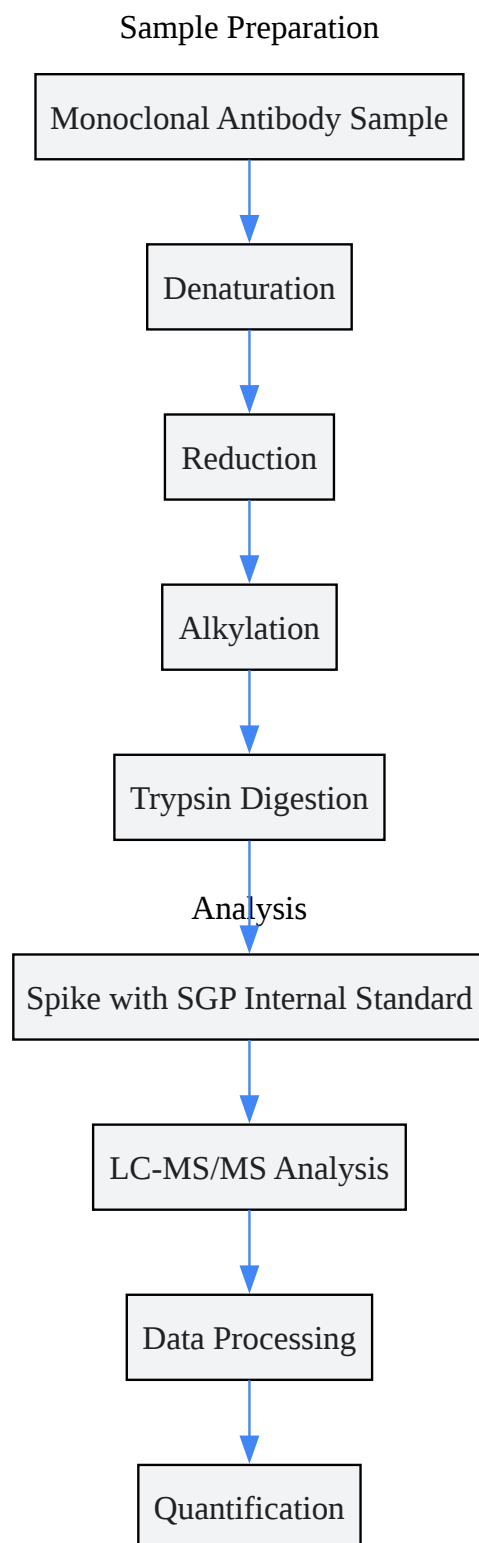 Sample Preparation
Monoclonal Antibody Sample
Denaturation
Reduction
Alkylation
Trypsin Digestion
Analysis
Spike with SGP Internal Standard
LC-MS/MS Analysis
Data Processing
Quantification